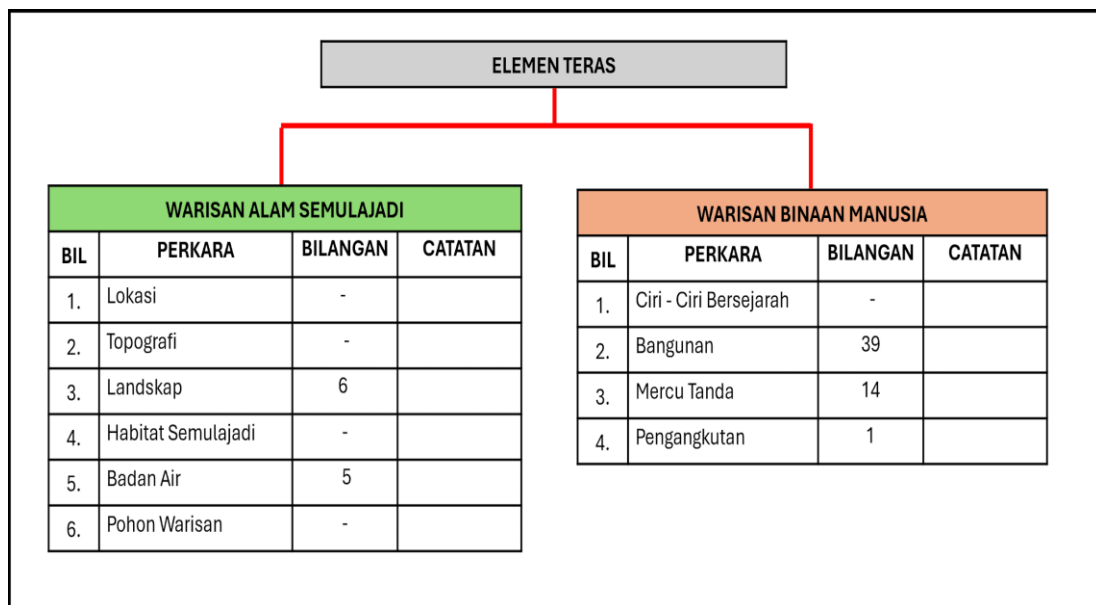 ELEMEN TERAS
WARISAN ALAM SEMULAJADI
BIL PERKARA BILANGAN CATATAN
1. Lokasi -
2. Topografi -
3. Landskap 6
4. Habitat Semulajadi -
5. Badan Air 5
6. Pohon Warisan -
WARISAN BINAAN MANUSIA
BIL PERKARA BILANGAN CATATAN
1. Ciri - Ciri Bersejarah -
2. Bangunan 39
3. Mercu Tanda 14
4. Pengangkutan 1